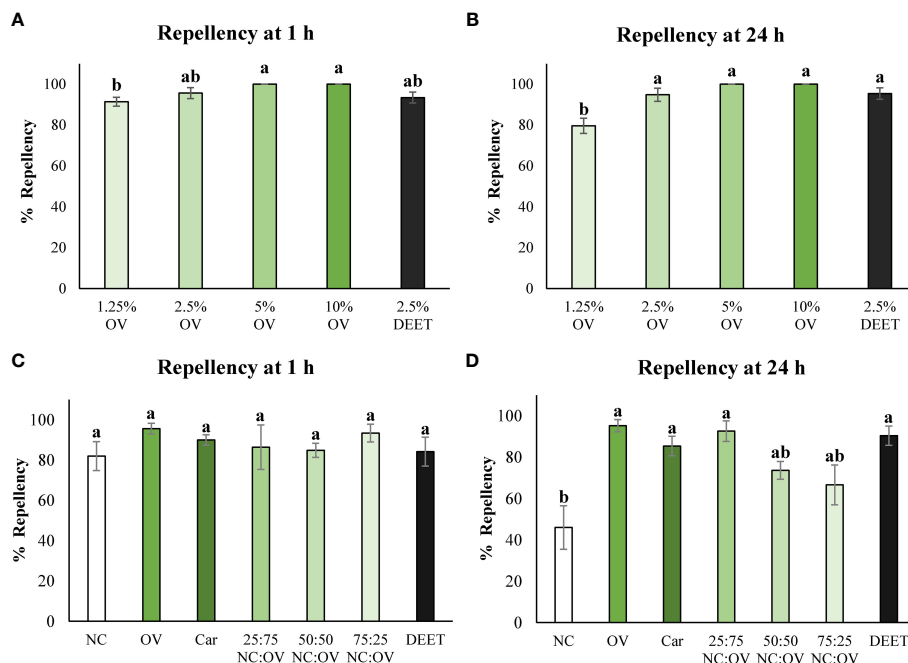 A
Repellency at 1 h
% Repellency
100
80
60
40
20
0
b
ab
a
a
ab
1.25% OV
2.5% OV
5% OV
10% OV
2.5% DEET
B
Repellency at 24 h
% Repellency
100
80
60
40
20
0
b
a
a
a
a
1.25% OV
2.5% OV
5% OV
10% OV
2.5% DEET
C
Repellency at 1 h
% Repellency
100
80
60
40
20
0
a
a
a
a
a
a
a
NC
OV
Car
25:75 NC:OV
50:50 NC:OV
75:25 NC:OV
DEET
D
Repellency at 24 h
% Repellency
100
80
60
40
20
0
b
a
a
a
ab
ab
a
NC
OV
Car
25:75 NC:OV
50:50 NC:OV
75:25 NC:OV
DEET